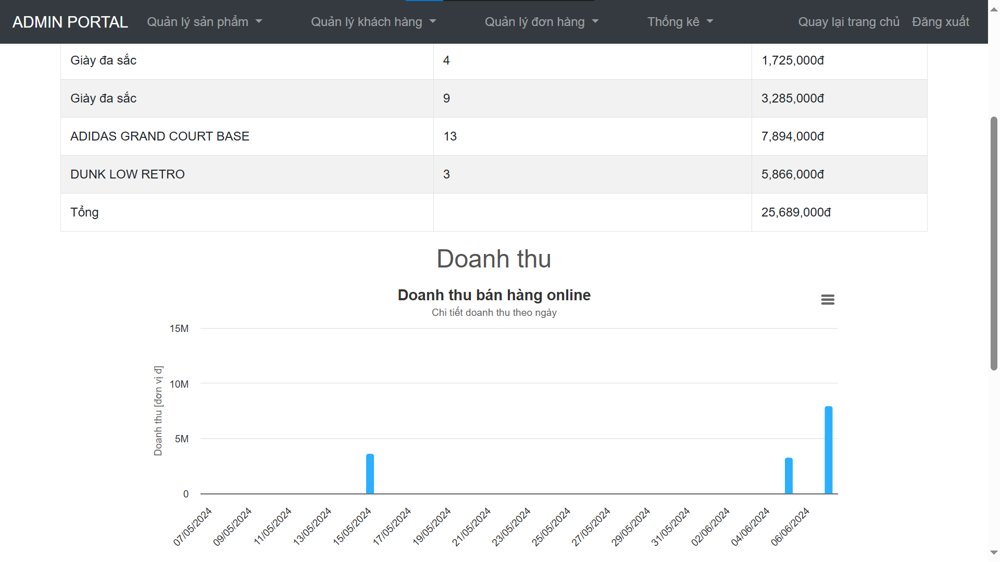 ADMIN PORTAL Quản lý sản phẩm Quản lý khách hàng Quản lý đơn hàng Thống kê Quay lại trang chủ Đăng xuất
Giày đa sắc 4 1,725,000đ
Giày đa sắc 9 3,285,000đ
ADIDAS GRAND COURT BASE 13 7,894,000đ
DUNK LOW RETRO 3 5,866,000đ
Tổng 25,689,000đ
Doanh thu
Doanh thu bán hàng online
Chi tiết doanh thu theo ngày
Doanh thu [đơn vị đ]
15M
10M
5M
0
07/05/2024 09/05/2024 11/05/2024 13/05/2024 15/05/2024 17/05/2024 19/05/2024 21/05/2024 23/05/2024 25/05/2024 27/05/2024 29/05/2024 31/05/2024 02/06/2024 04/06/2024 06/06/2024